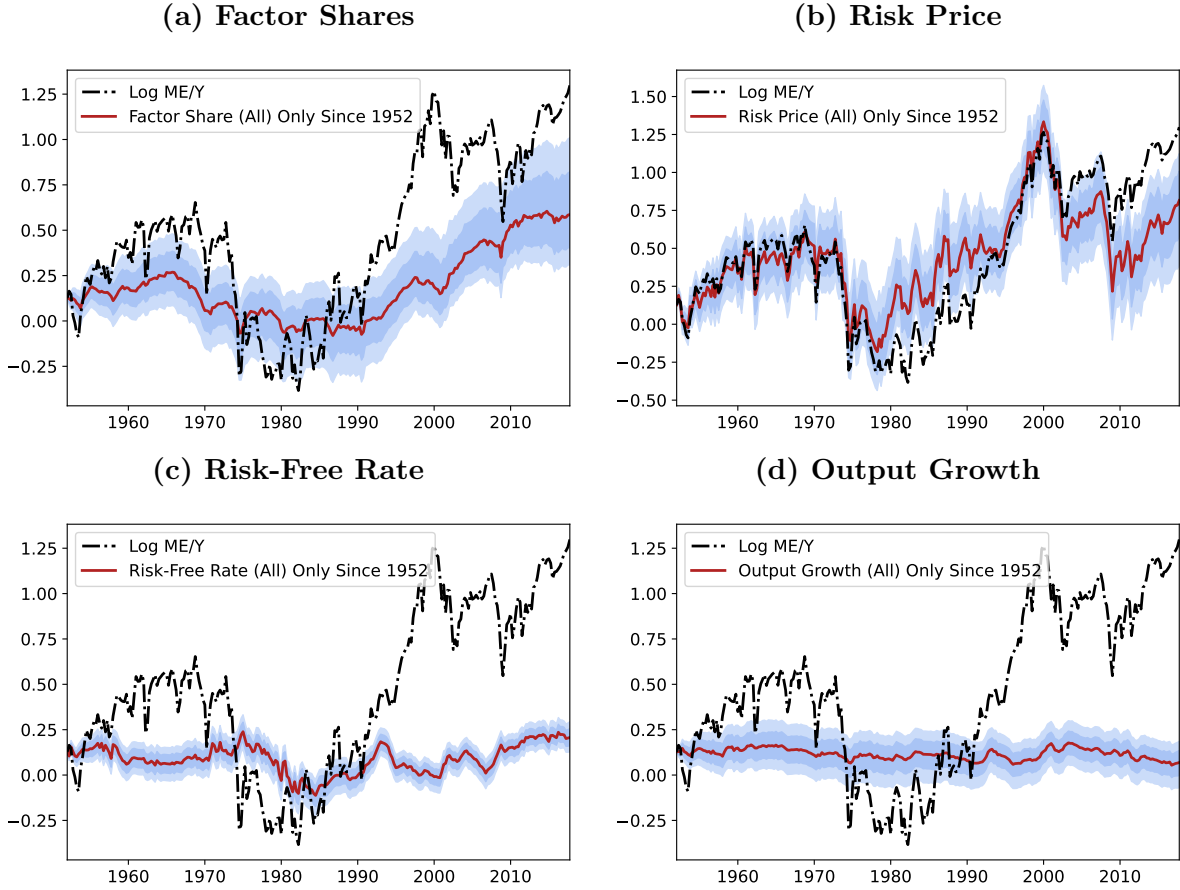 (a) Factor Shares
Log ME/Y
Factor Share (All) Only Since 1952
1.25
1.00
0.75
0.50
0.25
0.00
−0.25
1960 1970 1980 1990 2000 2010
(b) Risk Price
Log ME/Y
Risk Price (All) Only Since 1952
1.50
1.25
1.00
0.75
0.50
0.25
0.00
−0.25
−0.50
1960 1970 1980 1990 2000 2010
(c) Risk-Free Rate
Log ME/Y
Risk-Free Rate (All) Only Since 1952
1.25
1.00
0.75
0.50
0.25
0.00
−0.25
1960 1970 1980 1990 2000 2010
(d) Output Growth
Log ME/Y
Output Growth (All) Only Since 1952
1.25
1.00
0.75
0.50
0.25
0.00
−0.25
1960 1970 1980 1990 2000 2010